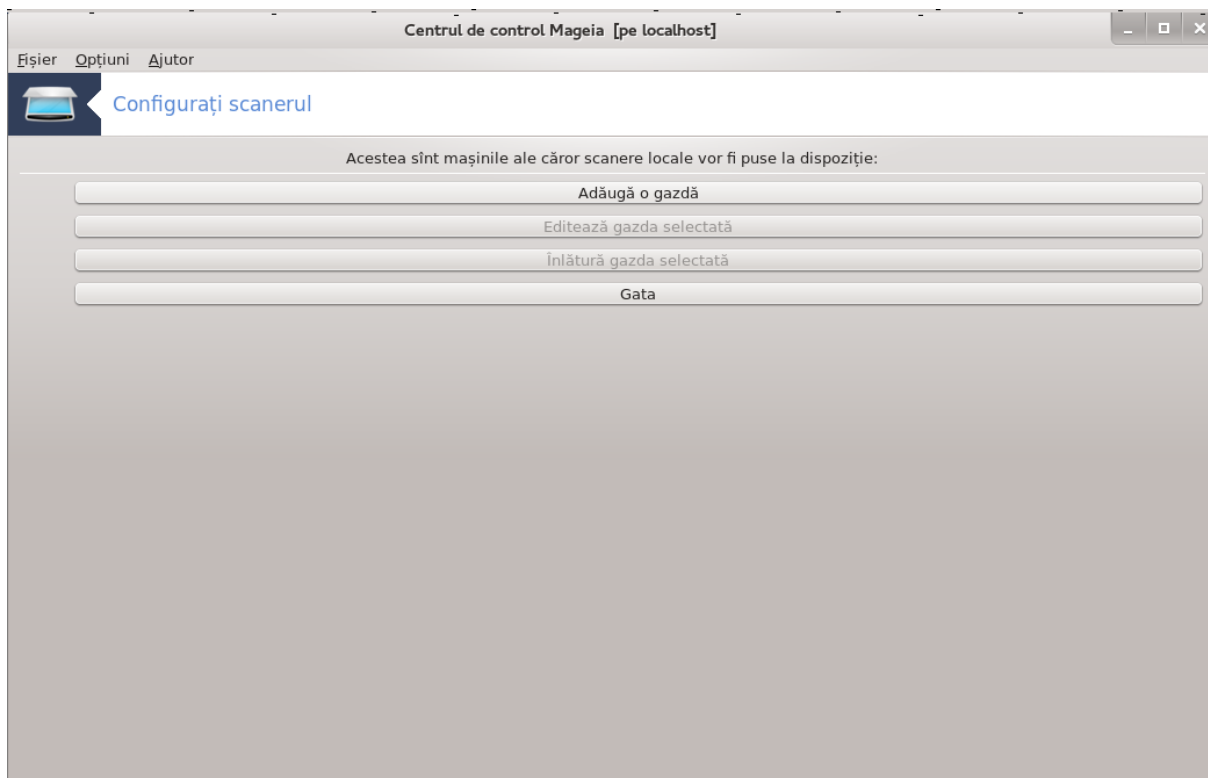 Centrul de control Mageia [pe localhost]
Fișier Opțiuni Ajutor
Configurați scanerul
Acestea sînt mașinile ale căror scanere locale vor fi puse la dispoziție:
Adăugă o gazdă
Editează gazda selectată
Înlătură gazda selectată
Gata